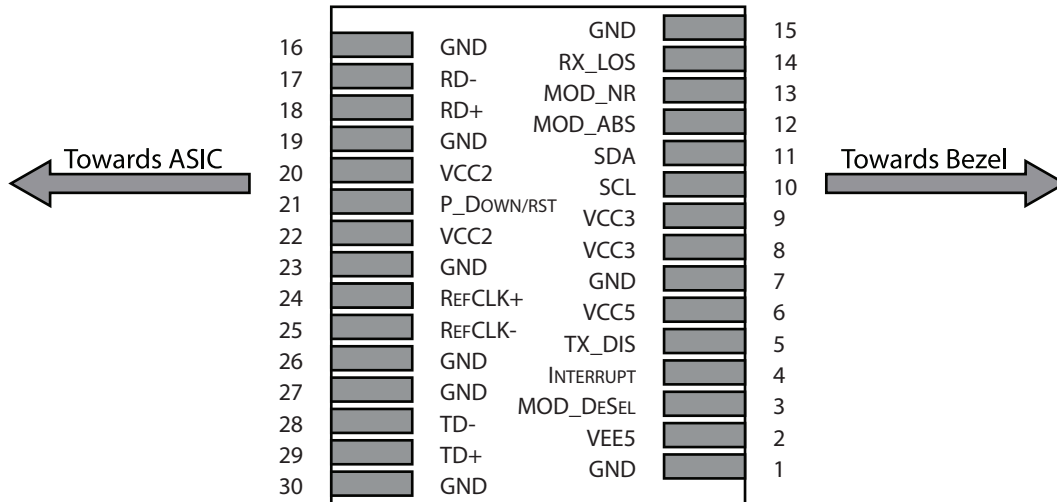 GND 15
16 GND
RX_LOS 14
17 RD-
MOD_NR 13
18 RD+
MOD_ABS 12
19 GND
SDA 11
Towards ASIC
Towards Bezel
20 VCC2
SCL 10
21 P_DOWN/RST
VCC3 9
22 VCC2
VCC3 8
23 GND
GND 7
24 REFCLK+
VCC5 6
25 REFCLK-
TX_DIS 5
26 GND
INTERRUPT 4
27 GND
MOD_DESEL 3
28 TD-
VEE5 2
29 TD+
GND 1
30 GND